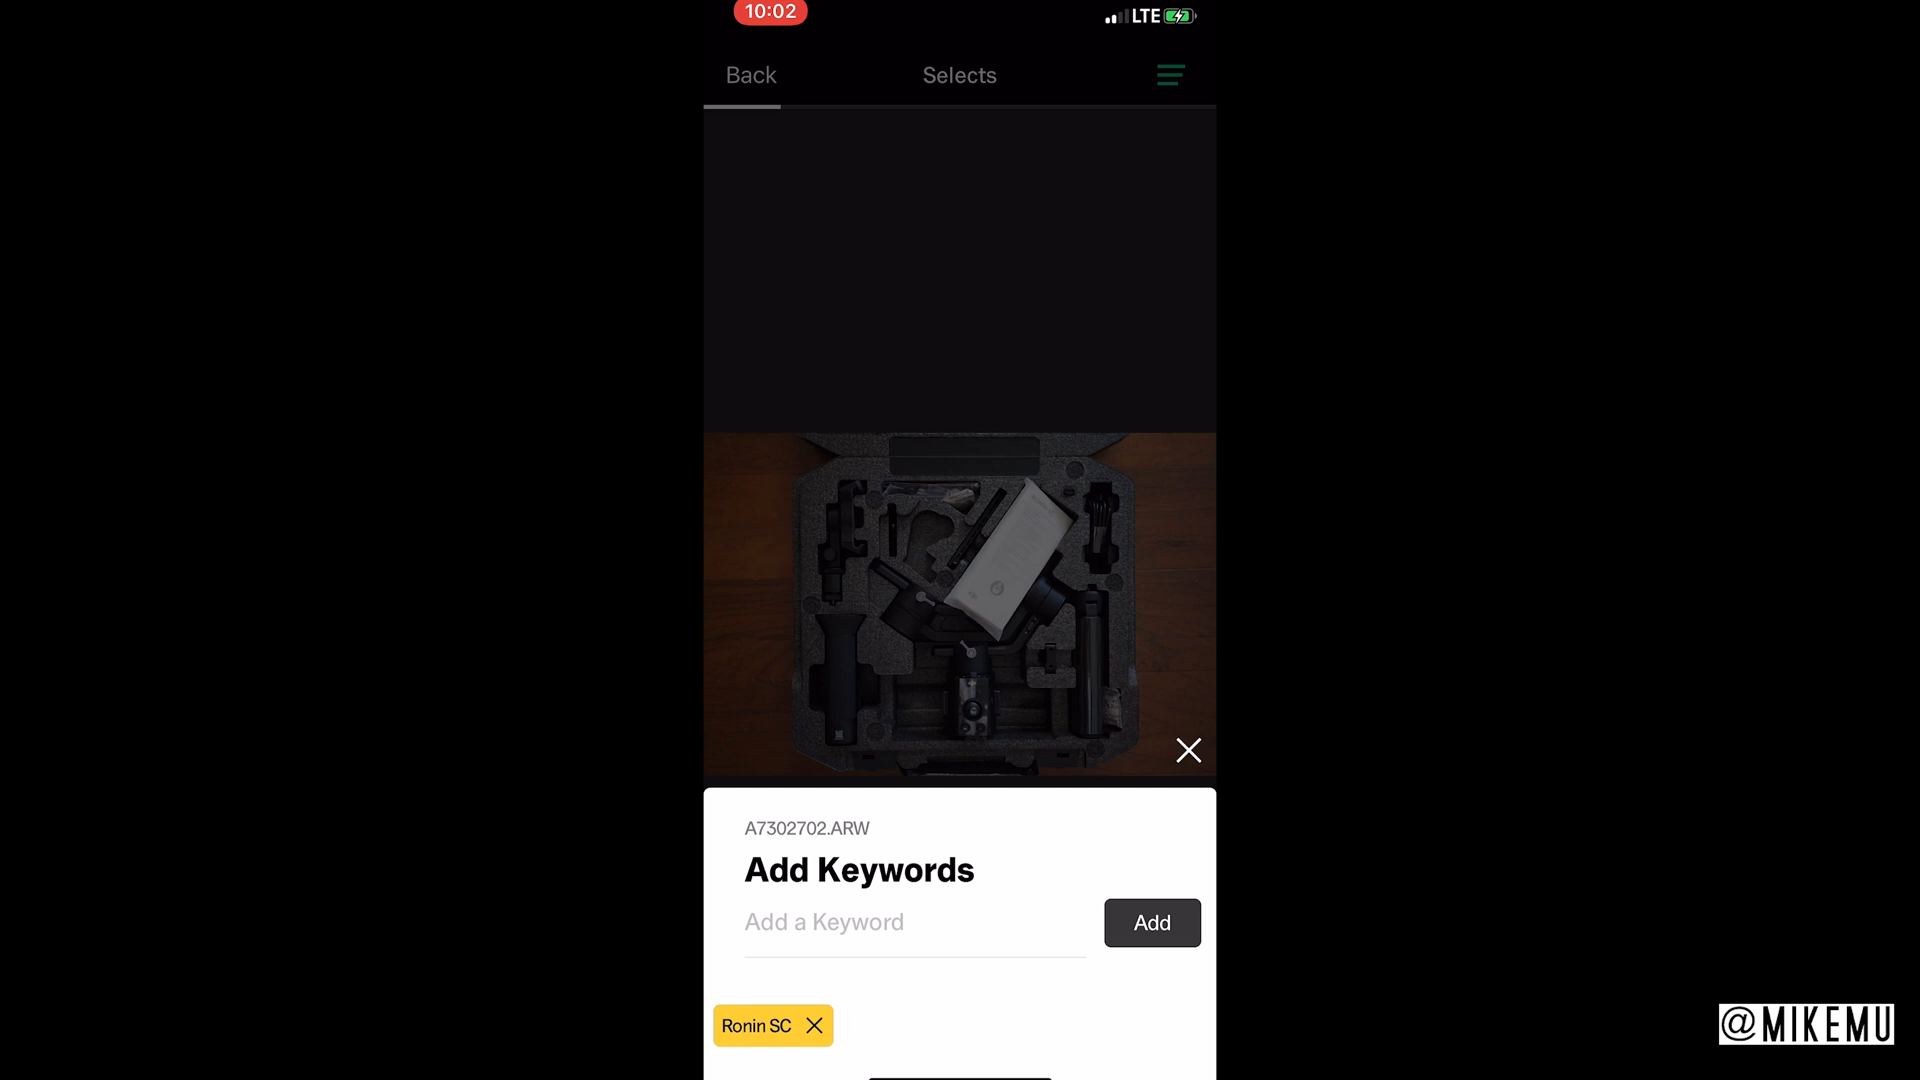 10:02
LTE
Back
Selects
A7302702.ARW
Add Keywords
Add a Keyword
Add
Ronin SC
@MIKEMU